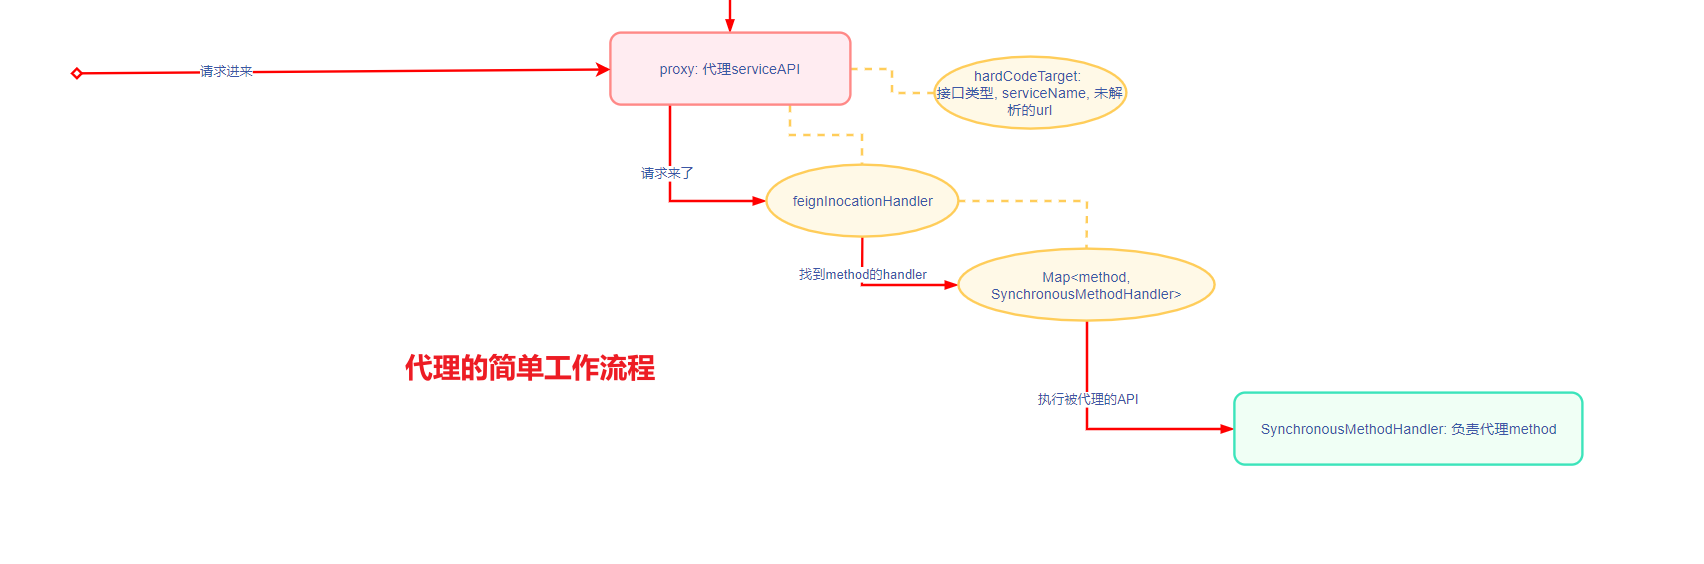 请求进来
proxy: 代理serviceAPI
hardCodeTarget:
接口类型, serviceName, 未解
析的url
请求来了
feignInocationHandler
找到method的handler
Map<method,
SynchronousMethodHandler>
代理的简单工作流程
执行被代理的API
SynchronousMethodHandler: 负责代理method